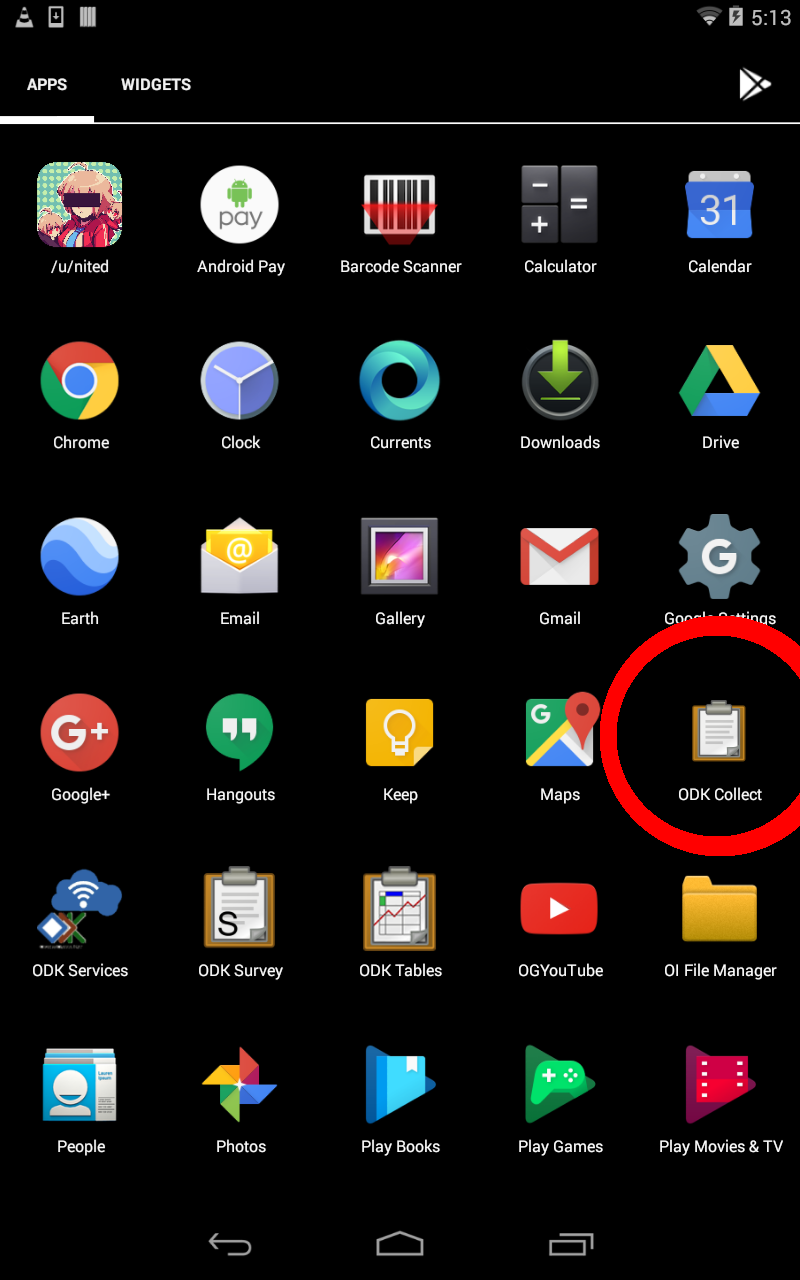 5:13
APPS WIDGETS
pay
31
/u/nited Android Pay Barcode Scanner Calculator Calendar
Chrome Clock Currents Downloads Drive
@
G
Earth Email Gallery Gmail Google Settings
G+
G
Google+ Hangouts Keep Maps ODK Collect
S
ODK Services ODK Survey ODK Tables OGYouTube OI File Manager
Lauren
Ipsum.
People Photos Play Books Play Games Play Movies & TV